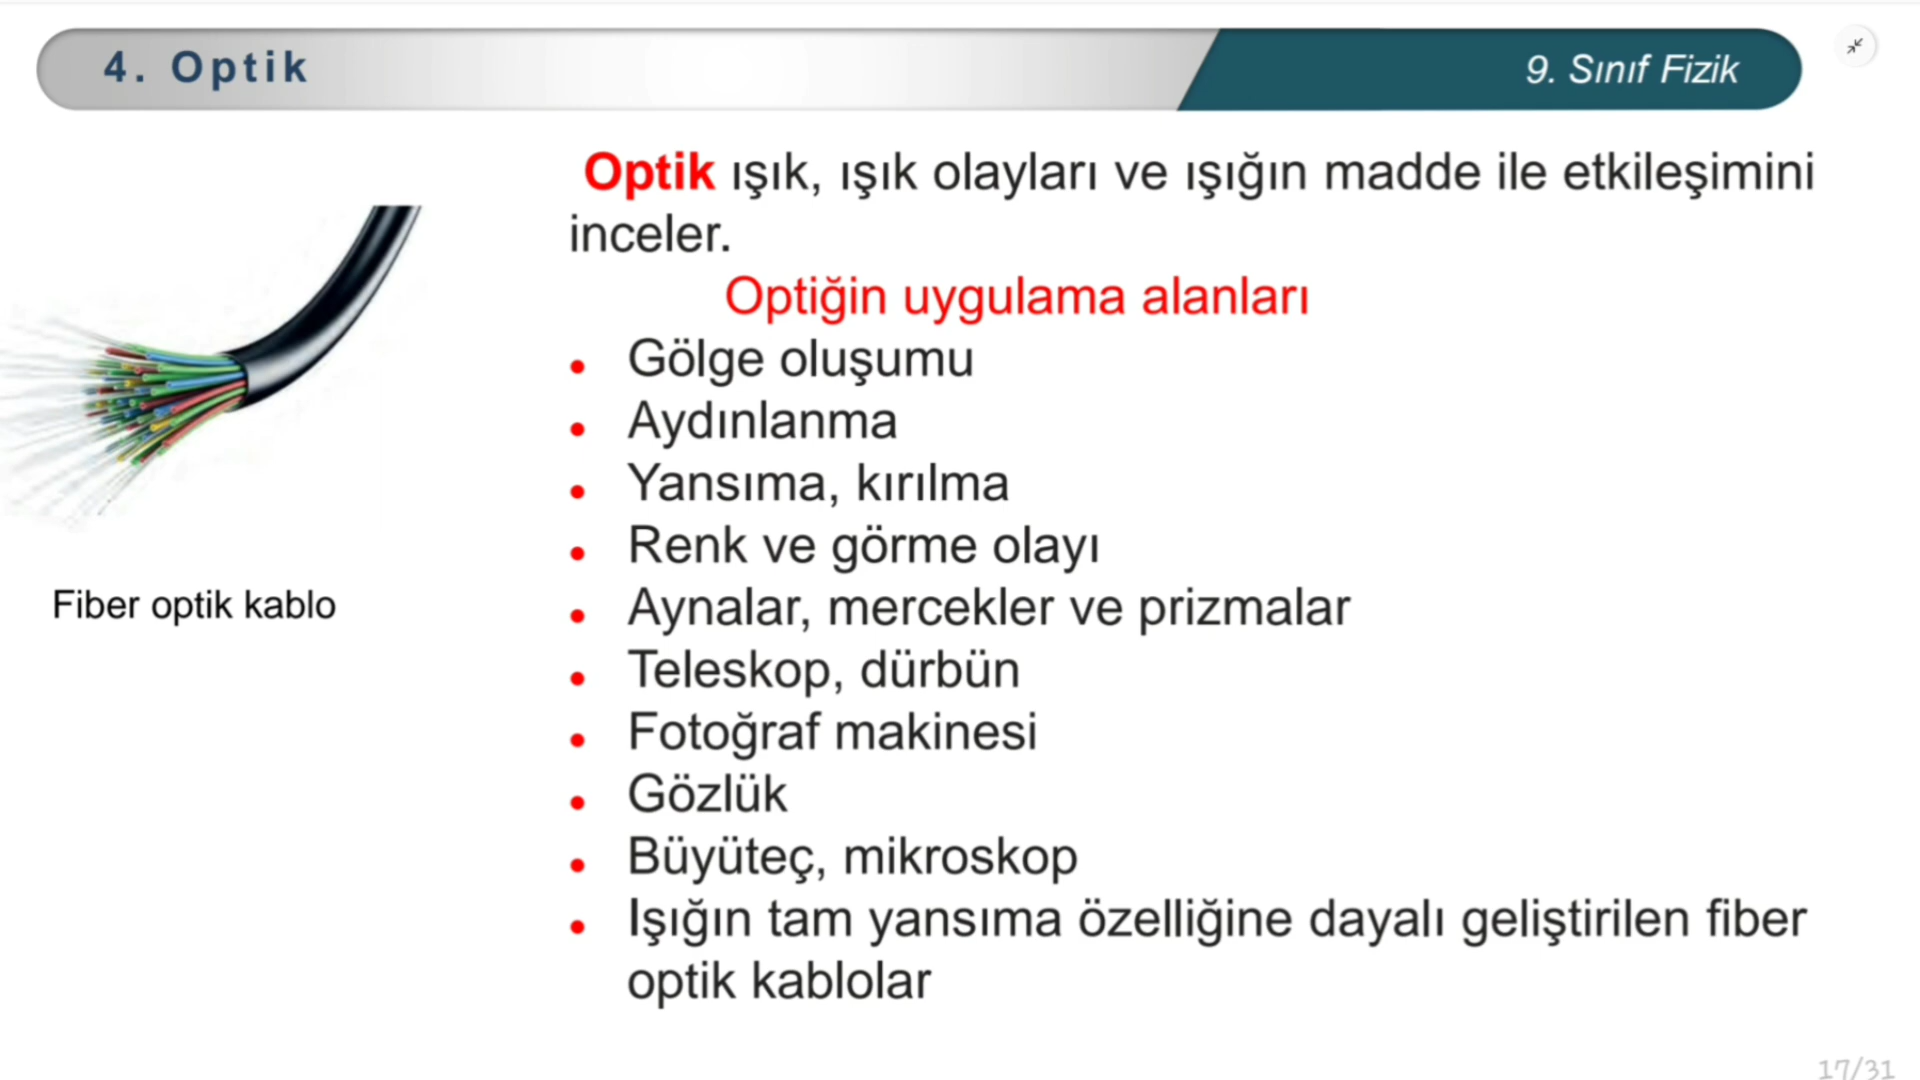 4. Optik
9. Sınıf Fizik
Optik ışık, ışık olayları ve ışığın madde ile etkileşimini
inceler.
Optiğin uygulama alanları
• Gölge oluşumu
• Aydınlanma
• Yansıma, kırılma
• Renk ve görme olayı
• Aynalar, mercekler ve prizmalar
• Teleskop, dürbün
• Fotoğraf makinesi
• Gözlük
• Büyüteç, mikroskop
• Işığın tam yansıma özelliğine dayalı geliştirilen fiber
optik kablolar
Fiber optik kablo
17/31